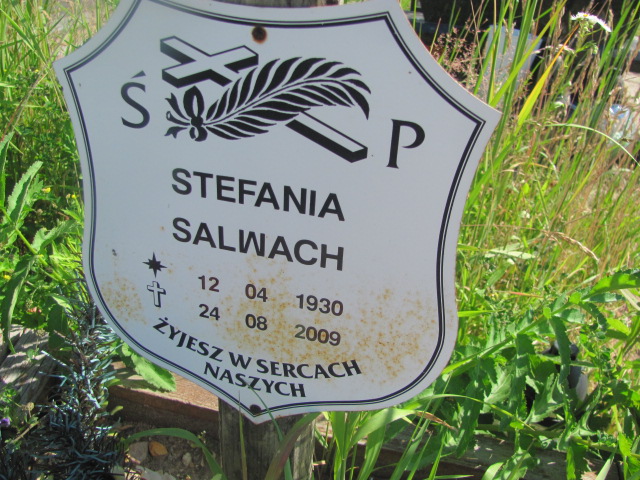 Ś P
STEFANIA
SALWACH
12 04 1930
24 08 2009
ŻYJESZ W SERCACH
NASZYCH